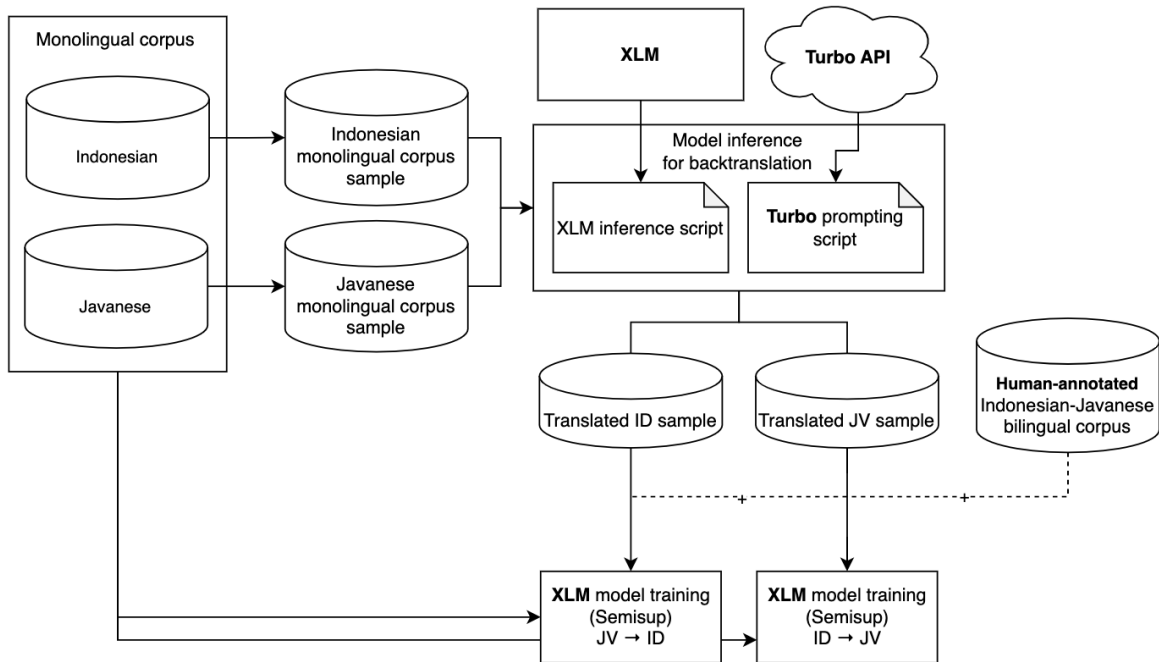 Monolingual corpus
Indonesian
Javanese
Indonesian
monolingual corpus
sample
Javanese
monolingual corpus
sample
XLM
Turbo API
Model inference
for backtranslation
XLM inference script
Turbo prompting
script
Translated ID sample
Translated JV sample
Human-annotated
Indonesian-Javanese
bilingual corpus
+
+
XLM model training
(Semisup)
JV → ID
XLM model training
(Semisup)
ID → JV